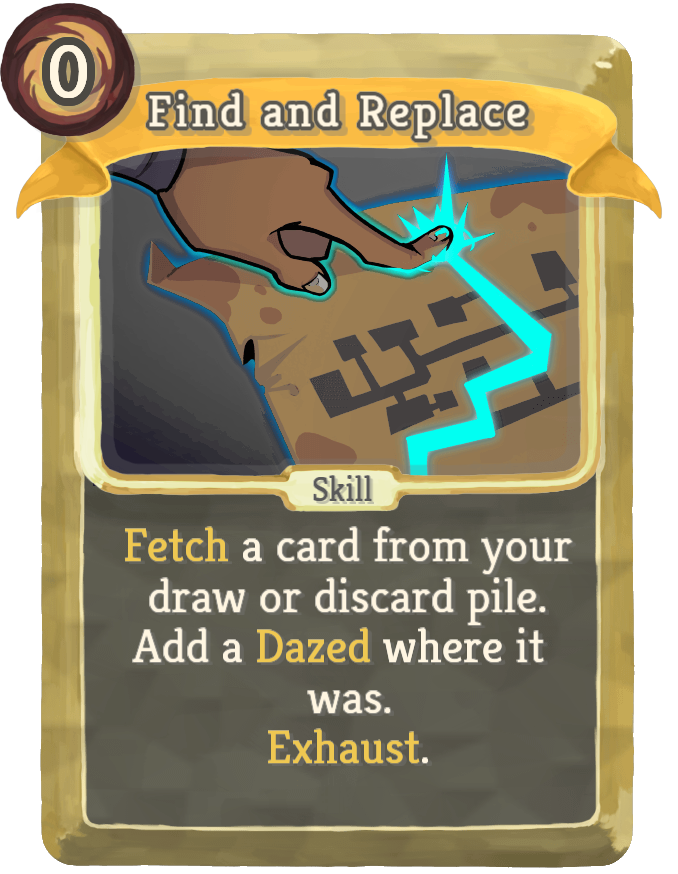 0
Find and Replace
Skill
Fetch a card from your
draw or discard pile.
Add a Dazed where it
was.
Exhaust.